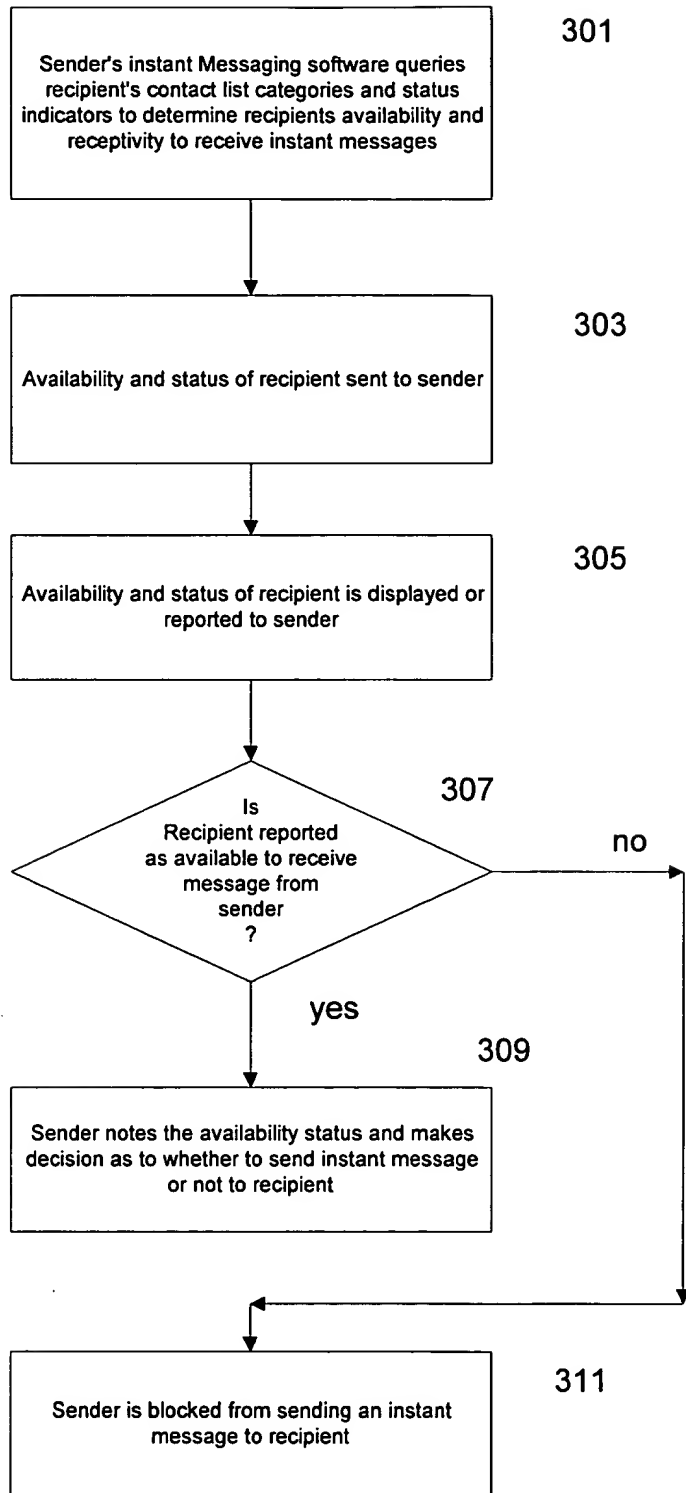 301
Sender's instant Messaging software queries
recipient's contact list categories and status
indicators to determine recipients availability and
receptivity to receive instant messages
303
Availability and status of recipient sent to sender
305
Availability and status of recipient is displayed or
reported to sender
307
Is
Recipient reported
as available to receive
message from
sender
?
no
yes
309
Sender notes the availability status and makes
decision as to whether to send instant message
or not to recipient
311
Sender is blocked from sending an instant
message to recipient